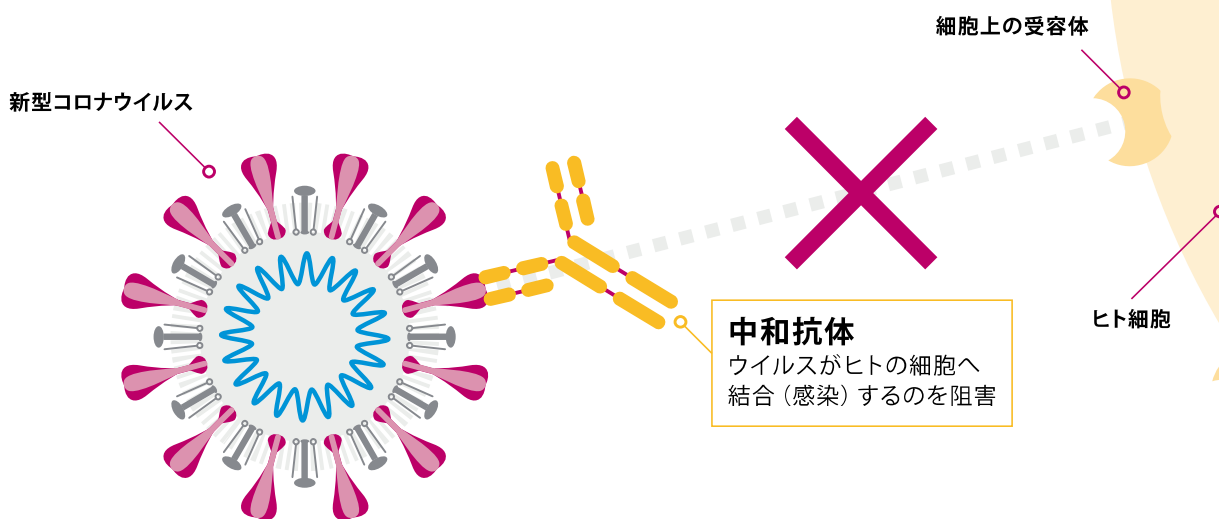 細胞上の受容体
新型コロナウイルス
ヒト細胞
中和抗体
ウイルスがヒトの細胞へ
結合（感染）するのを阻害